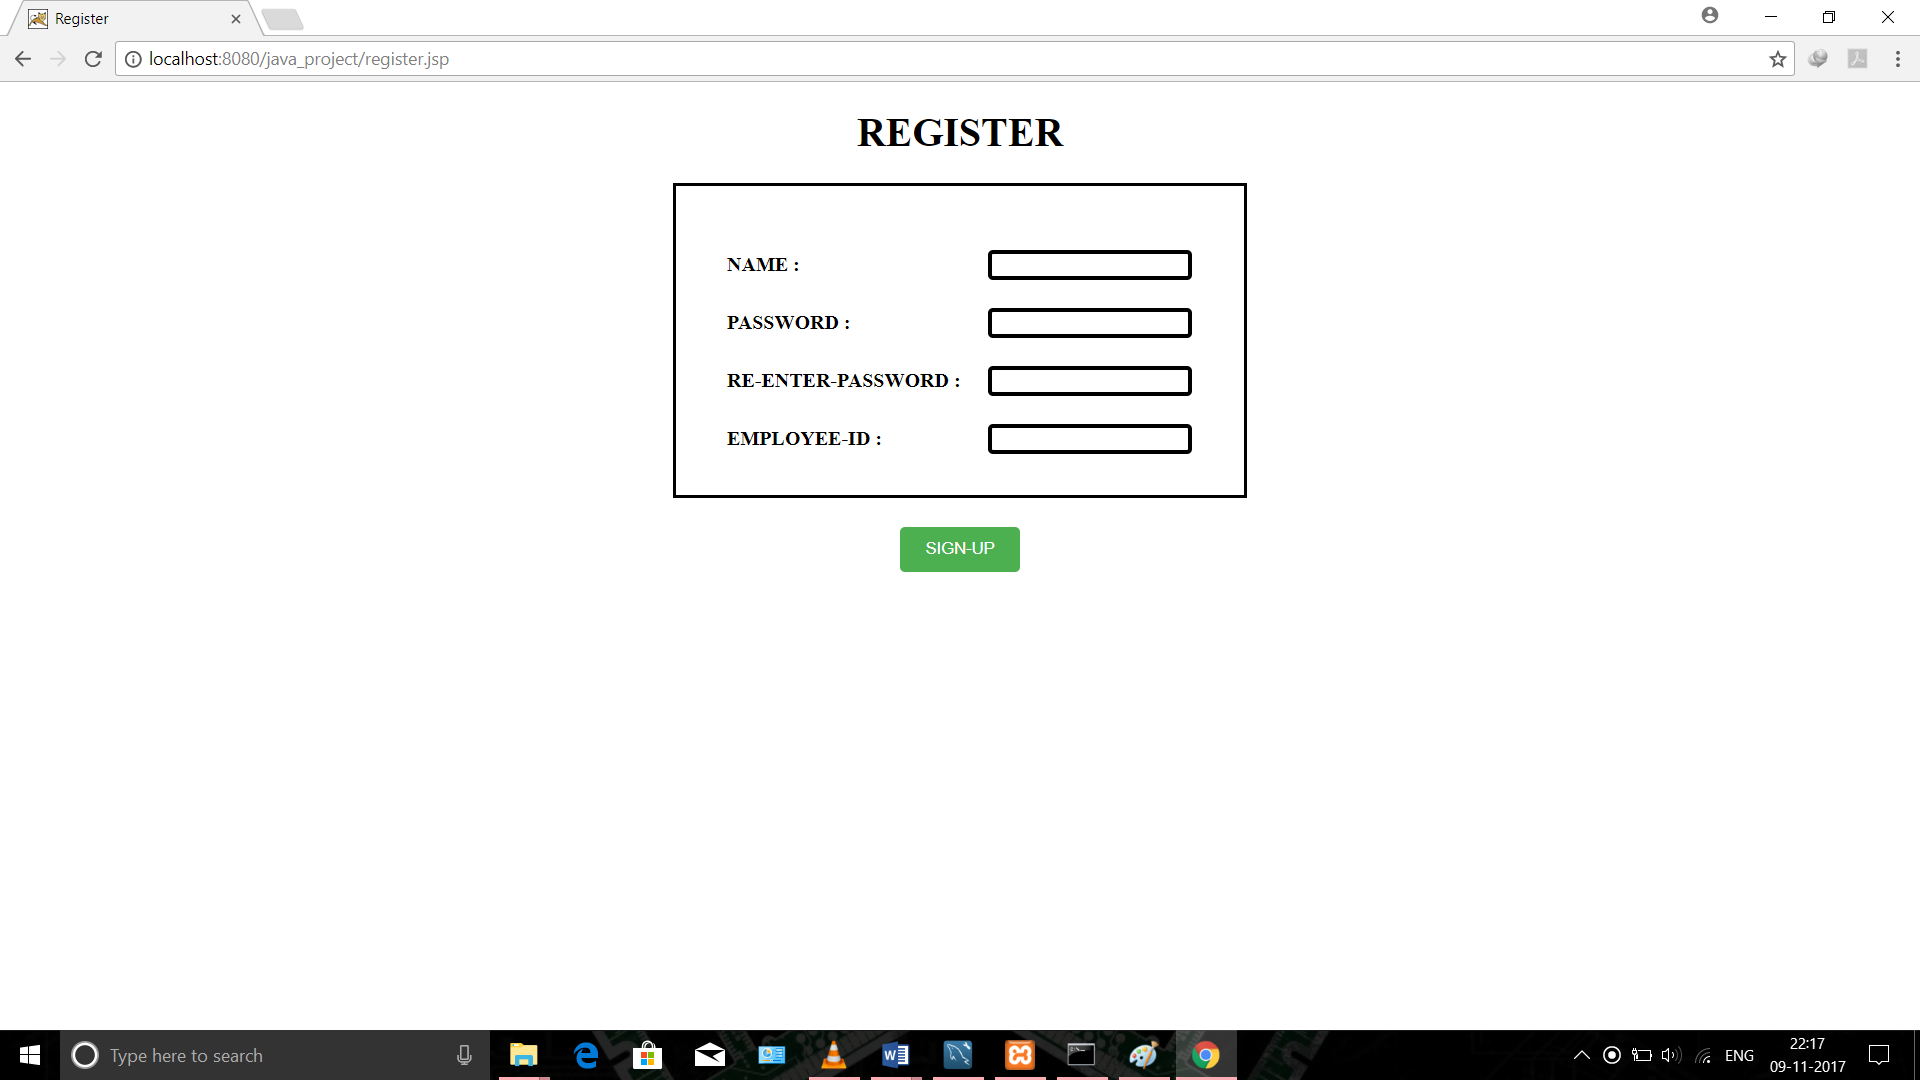 Register
localhost:8080/java_project/register.jsp
REGISTER
NAME :
PASSWORD :
RE-ENTER-PASSWORD :
EMPLOYEE-ID :
SIGN-UP
Type here to search
ENG
22:17
09-11-2017